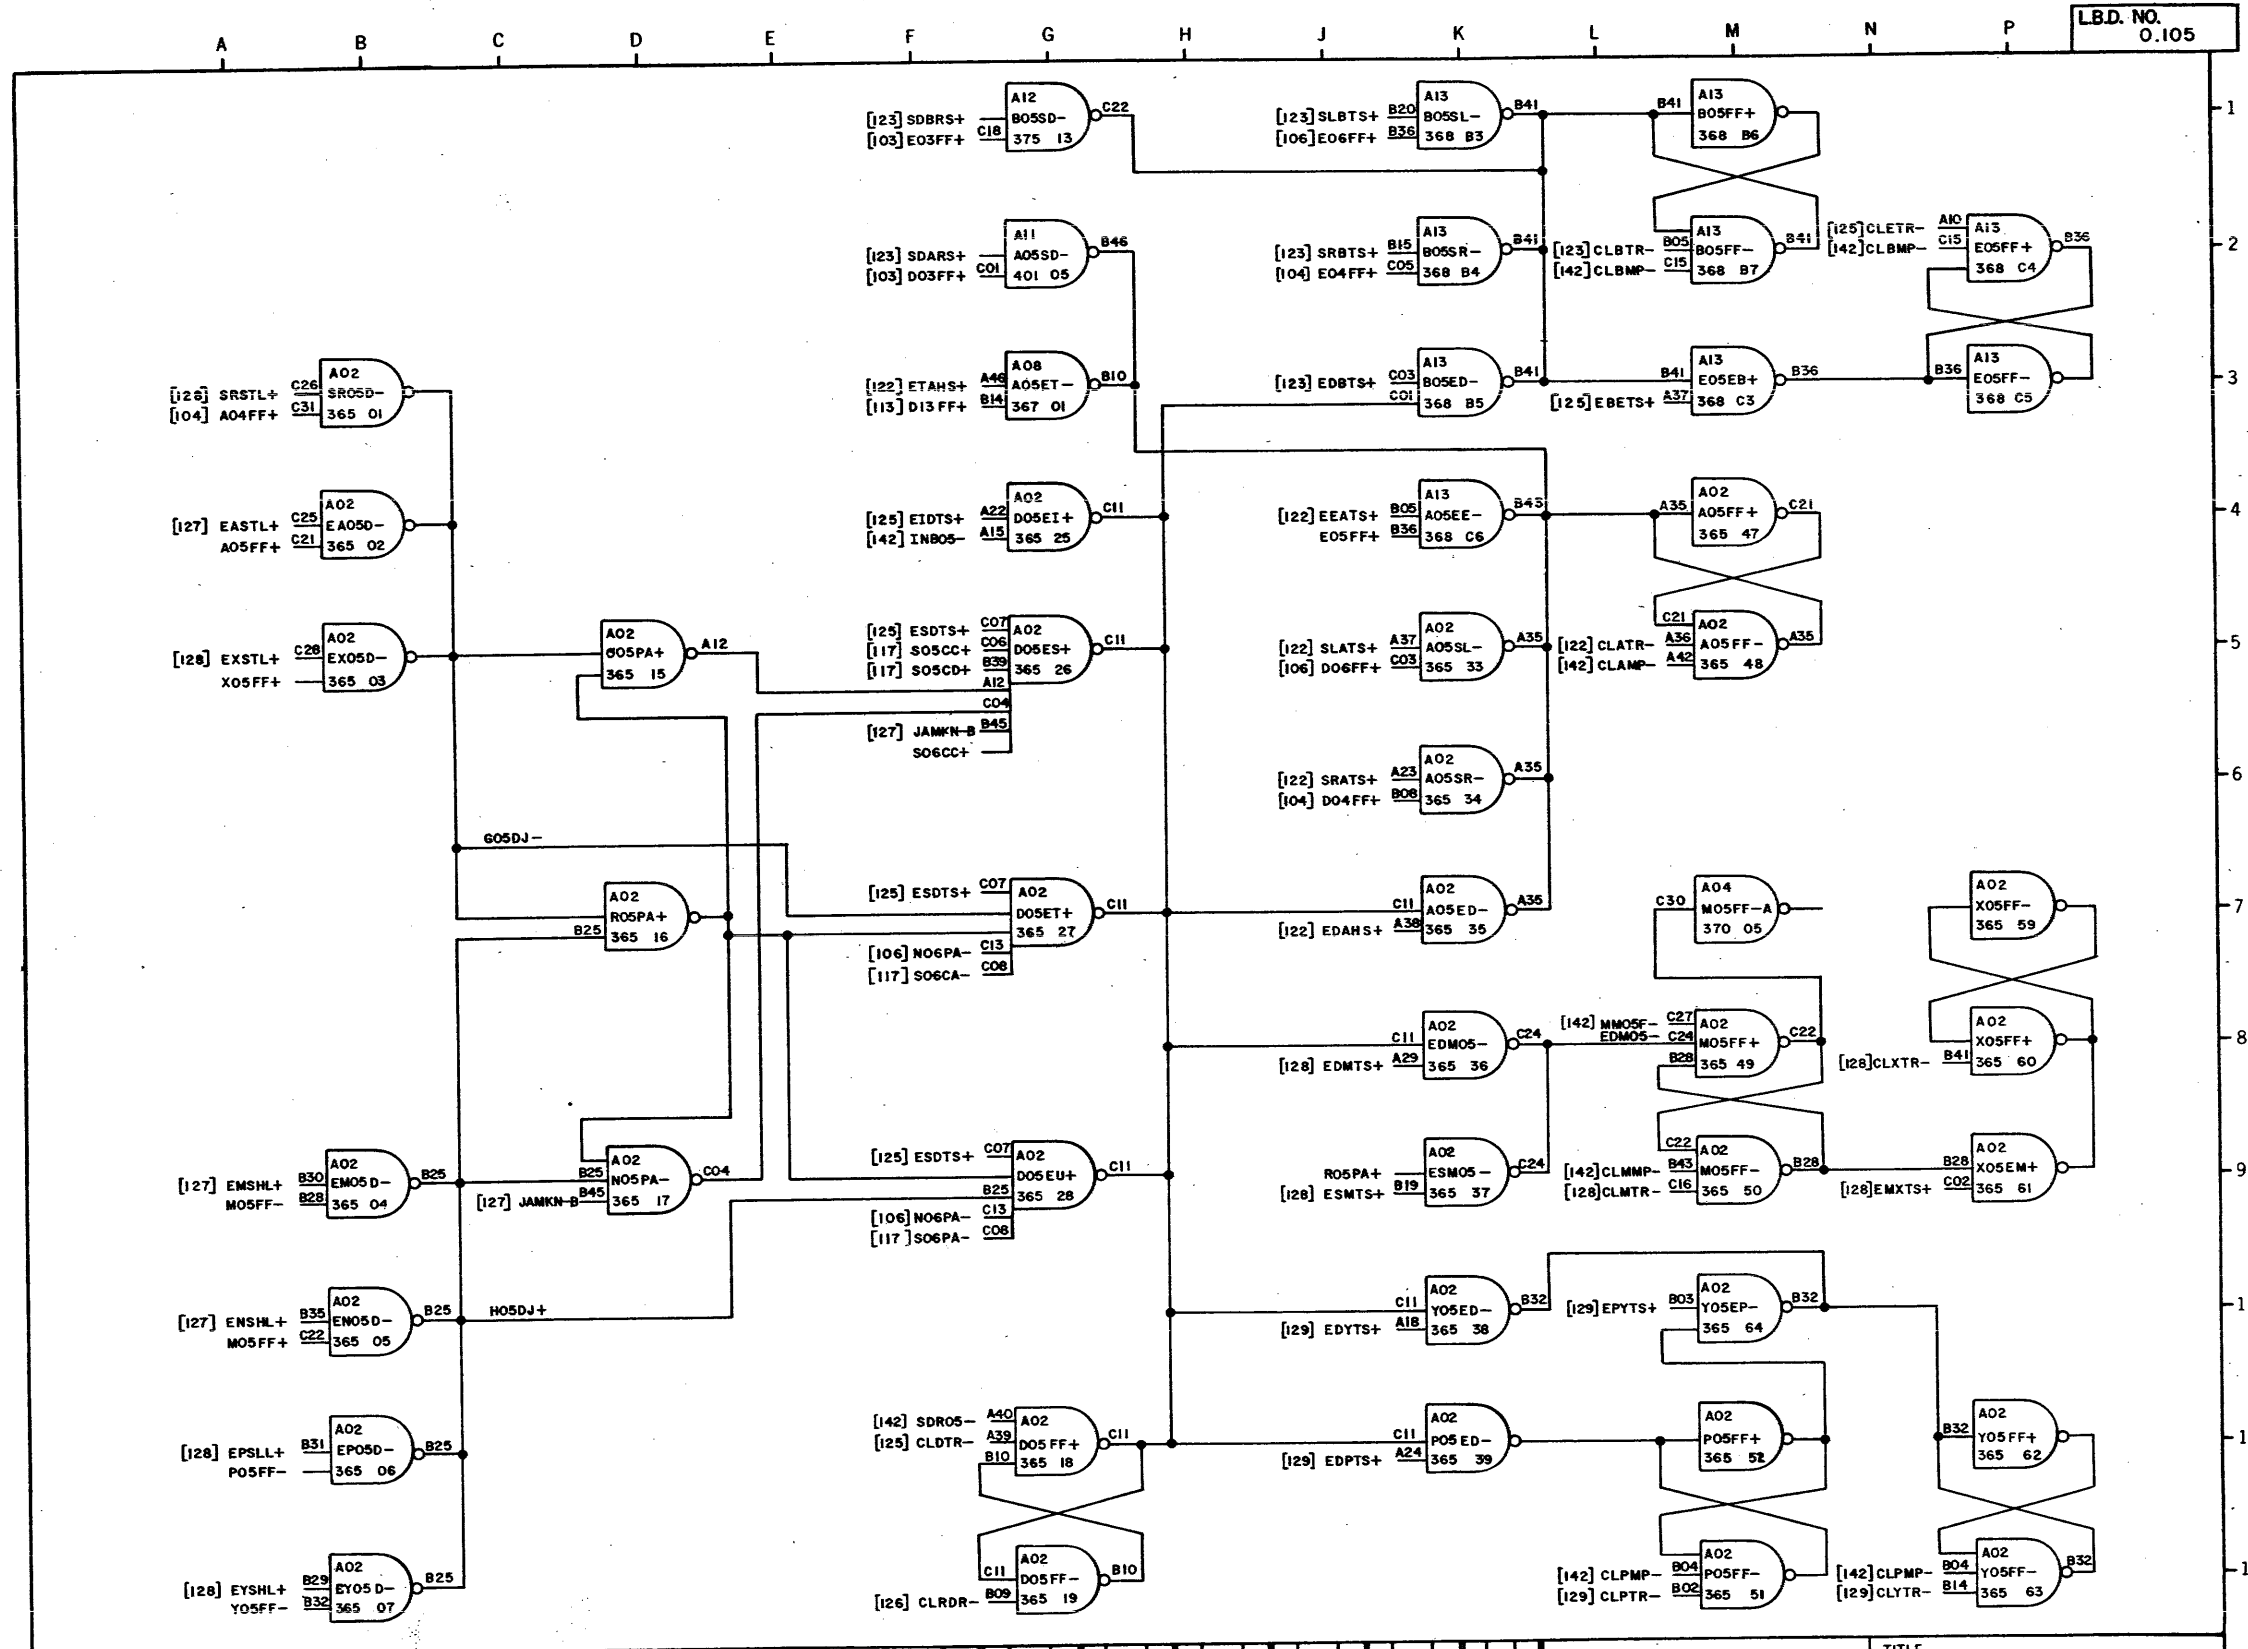 L.B.D. NO.
0.105
A B C D E F G H J K L M N P
1
2
3
4
5
6
7
8
9
1
1
1
[126] SRSTL+ C26
[104] A04FF+ C31
A02
SR05D-
365 01
[127] EASTL+ C25
A05FF+ C21
A02
EA05D-
365 02
[128] EXSTL+ C28
X05FF+
A02
EX05D-
365 03
[127] EMSHL+ B30
M05FF- B28
A02
EM05D-
365 04
B25
[127] ENSHL+ B35
M05FF+ C22
A02
EN05D-
365 05
B25
[128] EPSLL+ B31
P05FF-
A02
EP05D-
365 06
B25
[128] EYSHL+ B29
Y05FF- B32
A02
EY05D-
365 07
B25
G05DJ-
H05DJ+
A02
G05PA+
365 15
A12
B25
A02
R05PA+
365 16
B25
[127] JAMKN-B B45
A02
N05PA-
365 17
C04
[123] SDBRS+
[103] E03FF+ C18
A12
B05SD-
375 13
C22
[123] SDARS+
[103] D03FF+ C01
A11
A05SD-
401 05
B46
[122] ETAHS+ A46
[113] D13FF+ B14
A08
A05ET-
367 01
B10
[125] EIDTS+ A22
[142] INB05- A15
A02
D05EI+
365 25
C11
[125] ESDTS+ C07
[117] S05CC+ C06
[117] S05CD+ B39
A12
C04
[127] JAMKN-B B45
S06CC+
A02
D05ES+
365 26
C11
[125] ESDTS+ C07
[106] N06PA- C13
[117] S06CA- C08
A02
D05ET+
365 27
C11
[125] ESDTS+ C07
B25
[106] N06PA- C13
[117] S06PA- C08
A02
D05EU+
365 28
C11
[142] SDR05- A40
[125] CLDTR- A39
B10
A02
D05FF+
365 18
C11
C11
[126] CLRDR- B09
A02
D05FF-
365 19
B10
[123] SLBTS+ B20
[106] E06FF+ B36
A13
B05SL-
368 B3
B41
[123] SRBTS+ B15
[104] E04FF+ C05
A13
B05SR-
368 B4
B41
[123] EDBTS+ C03
C01
A13
B05ED-
368 B5
B41
[122] EEATS+ B05
E05FF+ B36
A13
A05EE-
368 C6
B43
[122] SLATS+ A37
[106] D06FF+ C03
A02
A05SL-
365 33
A35
[122] SRATS+ A23
[104] D04FF+ B08
A02
A05SR-
365 34
A35
C11
[122] EDAHS+ A38
A02
A05ED-
365 35
A35
C11
[128] EDMTS+ A29
A02
EDM05-
365 36
C24
R05PA+
[128] ESMTS+ B19
A02
ESM05-
365 37
C24
C11
[129] EDYTS+ A18
A02
Y05ED-
365 38
B32
C11
[129] EDPTS+ A24
A02
P05ED-
365 39
B41
A13
B05FF+
368 B6
[123] CLBTR- B05
[142] CLBMP- C15
A13
B05FF-
368 B7
B41
B41
[125] EBETS+ A37
A13
E05EB+
368 C3
B36
A35
A02
A05FF+
365 47
C21
C21
[122] CLATR- A36
[142] CLAMP- A42
A02
A05FF-
365 48
A35
C30
A04
M05FF-A
370 05
[142] MM05F- C27
EDM05- C24
B28
A02
M05FF+
365 49
C22
C22
[142] CLMMP- B43
[128] CLMTR- C16
A02
M05FF-
365 50
B28
[129] EPYTS+ B03
A02
Y05EP-
365 64
B32
A02
P05FF+
365 52
[142] CLPMP- B04
[129] CLPTR- B02
A02
P05FF-
365 51
[125] CLETR- A10
[142] CLBMP- C15
A13
E05FF+
368 C4
B36
B36
A13
E05FF-
368 C5
A02
X05FF-
365 59
[128] CLXTR- B41
A02
X05FF+
365 60
B28
[128] EMXTS+ C02
A02
X05EM+
365 61
B32
A02
Y05FF+
365 62
[142] CLPMP- B04
[129] CLYTR- B14
A02
Y05FF-
365 63
B32